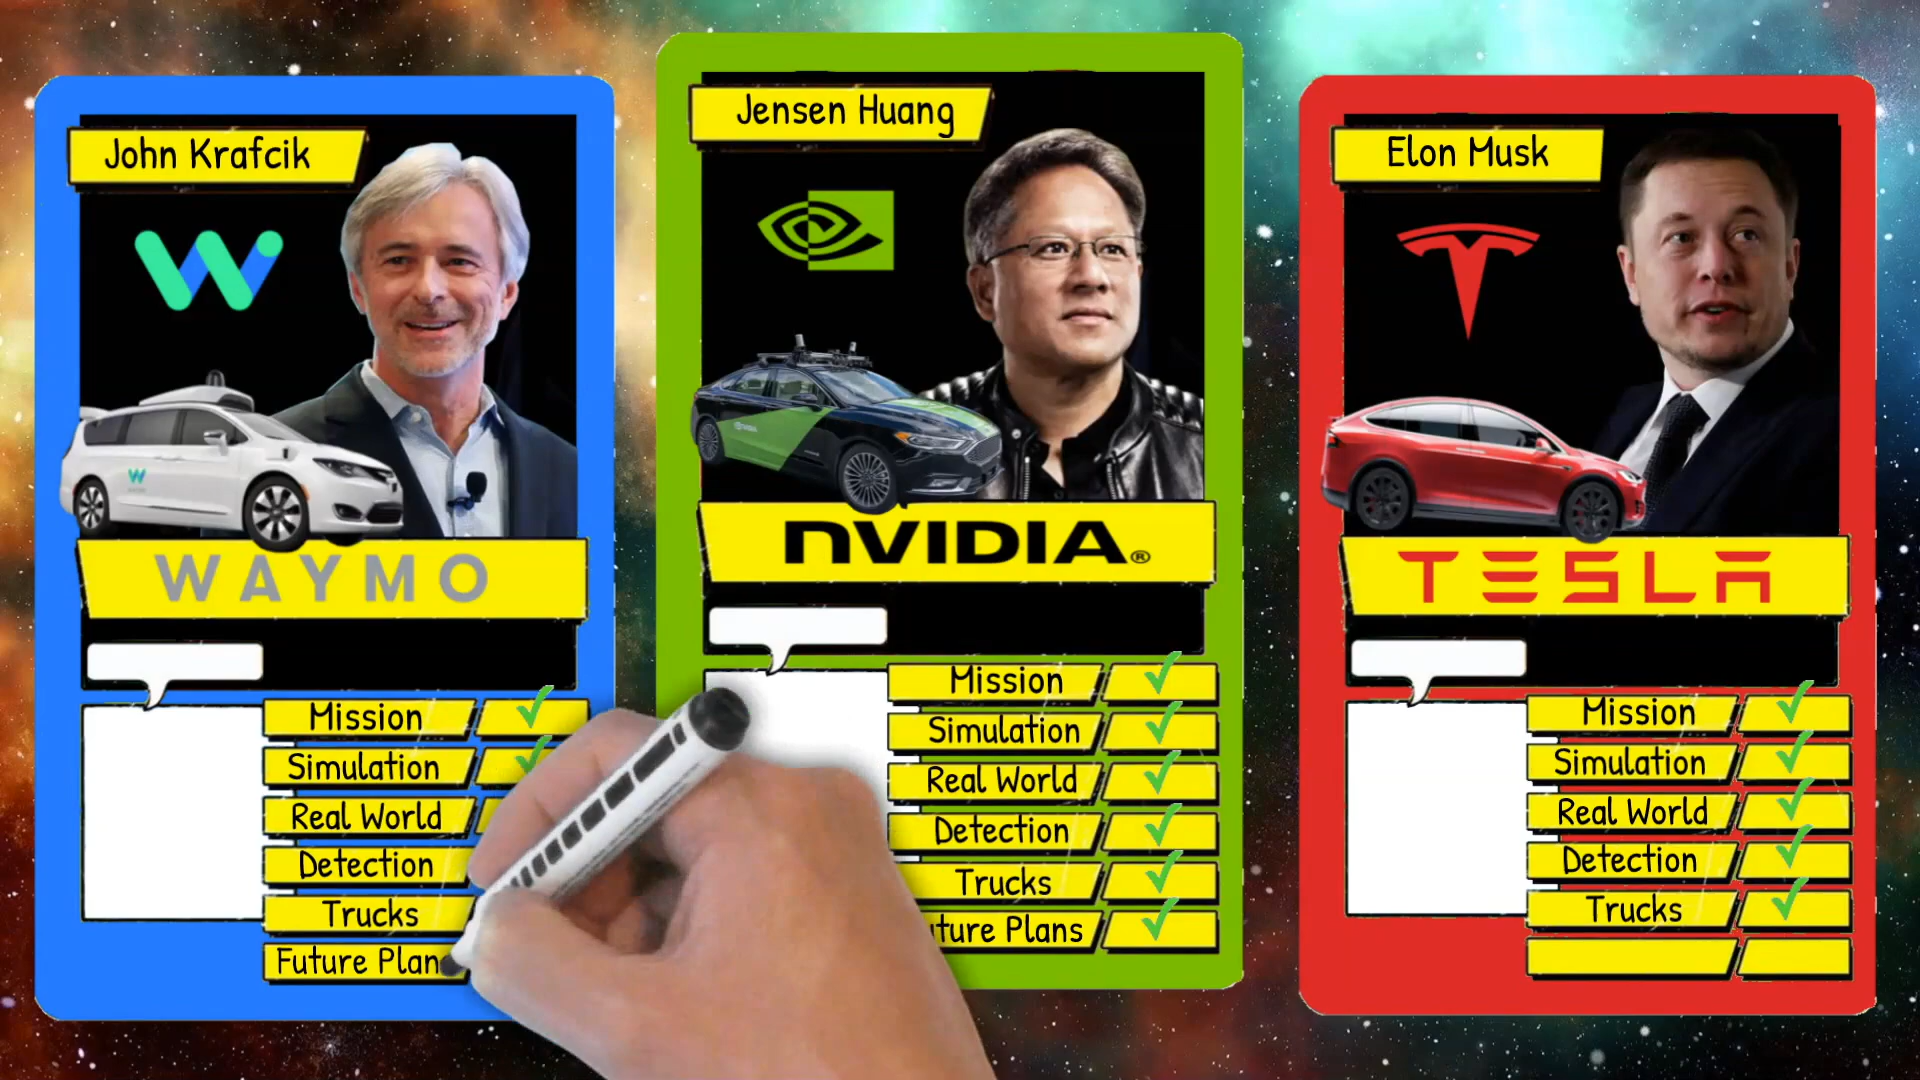 John Krafcik
WAYMO
Mission
Simulation
Real World
Detection
Trucks
Future Plan
Jensen Huang
nVIDIA®
Mission
Simulation
Real World
Detection
Trucks
ture Plans
Elon Musk
TESLA
Mission
Simulation
Real World
Detection
Trucks